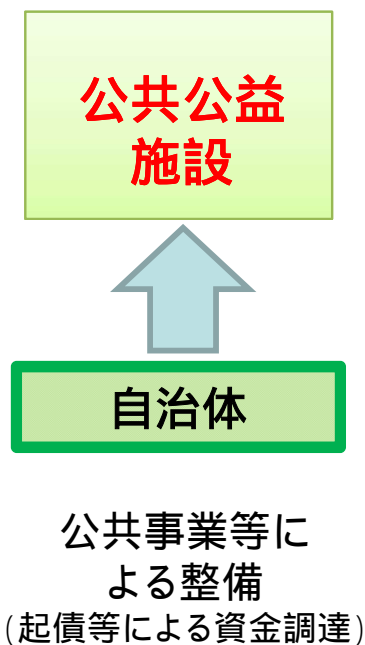 公共公益
施設
自治体
公共事業等に
よる整備
(起債等による資金調達)